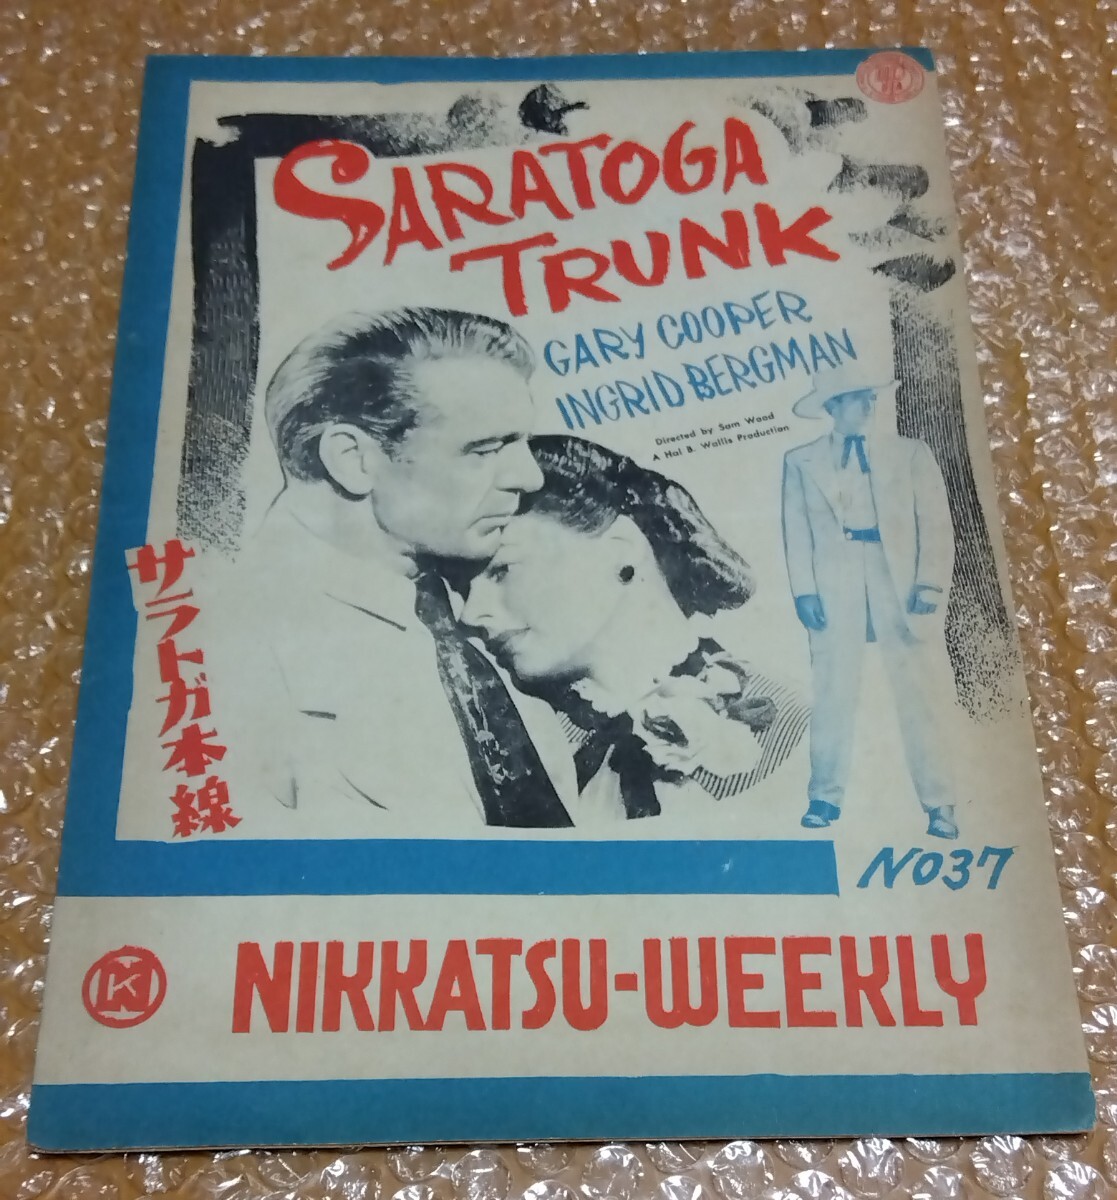 SARATOGA
TRUNK
GARY COOPER
INGRID BERGMAN
Directed by Sam Wood
A Hal B. Wallis Production
サラトガ本線
NO37
NIKKATSU-WEEKLY